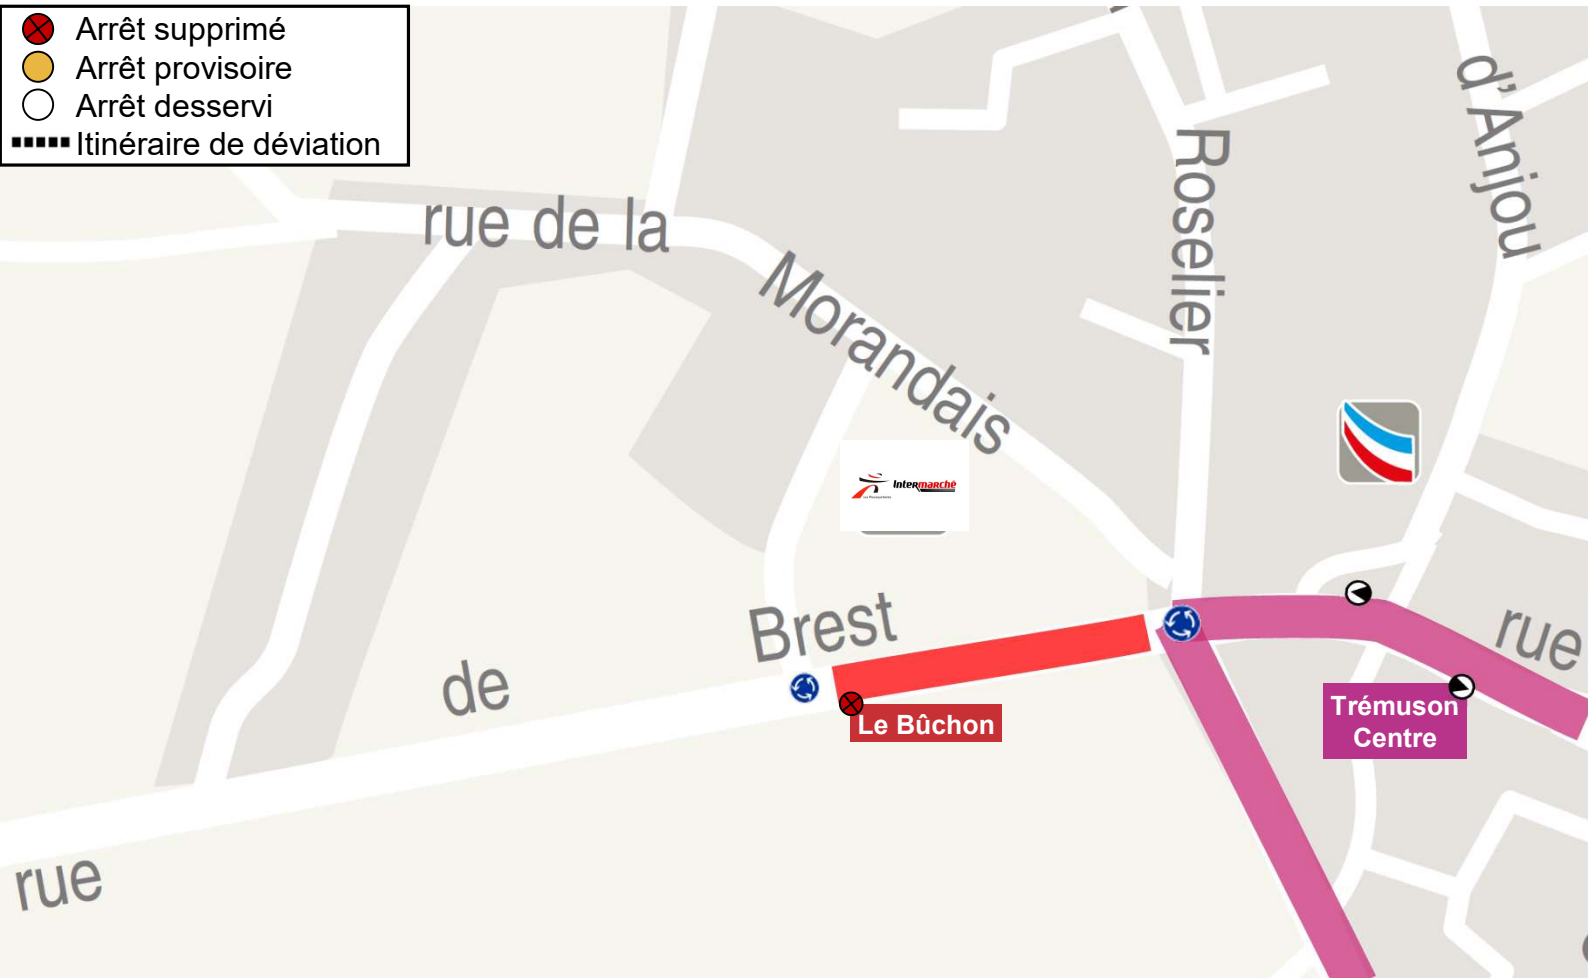 Arrêt supprimé
Arrêt provisoire
Arrêt desservi
Itinéraire de déviation
d'Anjou
Roselier
rue de la
Morandais
Intermarché
Brest
rue
de
Le Bûchon
Trémuson
Centre
rue